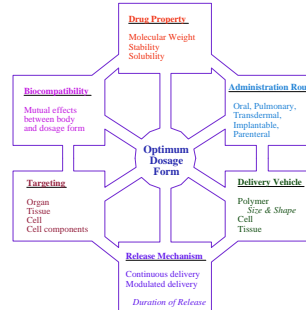 Drug Property
Molecular Weight
Stability
Solubility
Biocompatibility
Mutual effects
between body
and dosage form
Administration Rou
Oral, Pulmonary,
Transdermal,
Implantable,
Parenteral
Optimum
Dosage
Form
Targeting
Organ
Tissue
Cell
Cell components
Delivery Vehicle
Polymer
Size & Shape
Cell
Tissue
Release Mechanism
Continuous delivery
Modulated delivery
Duration of Release